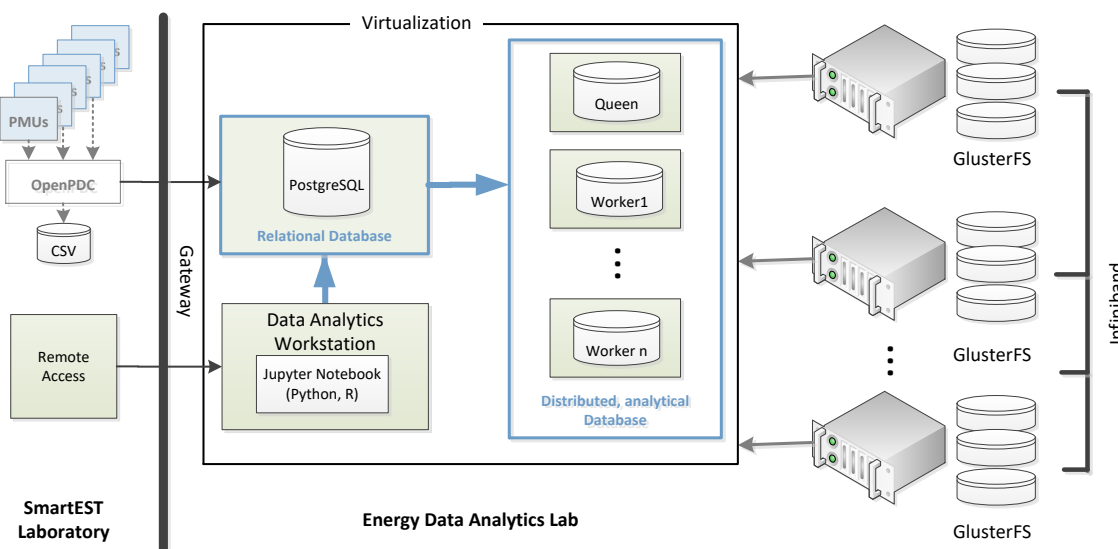 Virtualization
PMUs
s
s
s
s
s
OpenPDC
CSV
Gateway
Remote
Access
SmartEST
Laboratory
PostgreSQL
Relational Database
Data Analytics
Workstation
Jupyter Notebook
(Python, R)
Queen
Worker1
Worker n
Distributed, analytical
Database
Energy Data Analytics Lab
GlusterFS
GlusterFS
GlusterFS
Infiniband